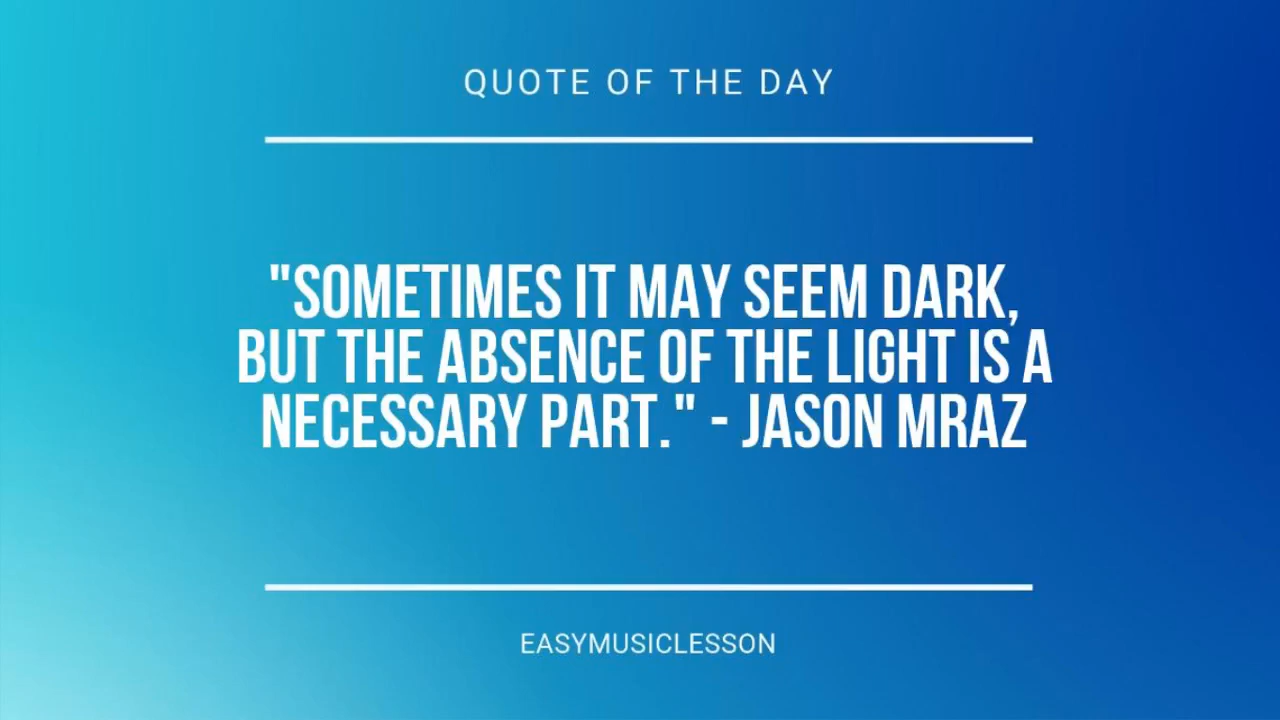 QUOTE OF THE DAY
"SOMETIMES IT MAY SEEM DARK,
BUT THE ABSENCE OF THE LIGHT IS A
NECESSARY PART." - JASON MRAZ
EASYMUSICLESSON